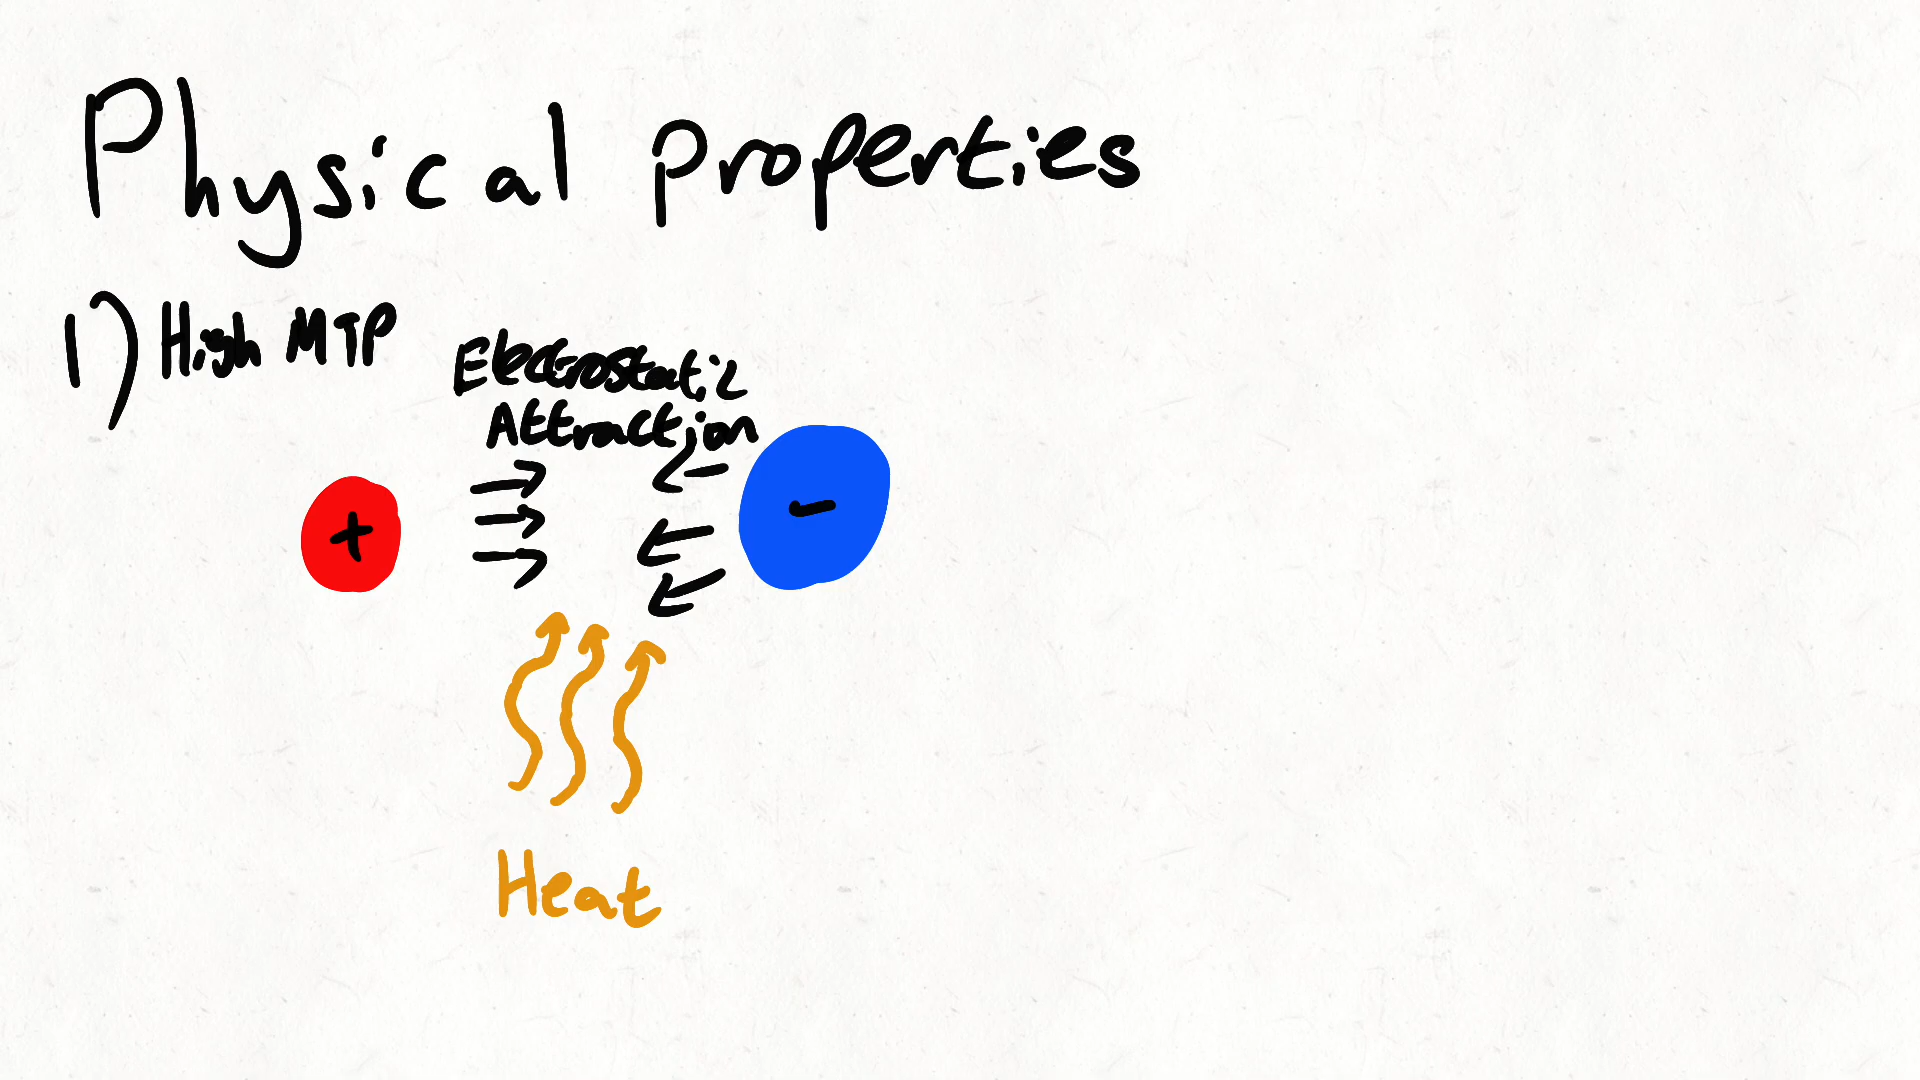 Physical properties
1) High MTP
Electrostatic
Attraction
+
-
Heat